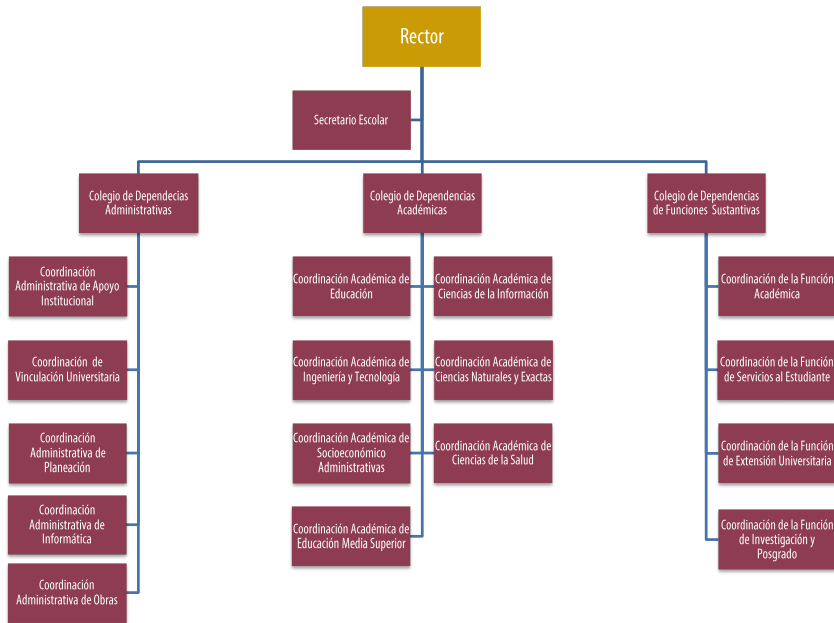 Rector
Secretario Escolar
Colegio de Dependecias
Administrativas
Colegio de Dependencias
Académicas
Colegio de Dependencias
de Funciones Sustantivas
Coordinación
Administrativa de Apoyo
Institucional
Coordinación de
Vinculación Universitaria
Coordinación
Administrativa de
Planeación
Coordinación
Administrativa de
Informática
Coordinación
Administrativa de Obras
Coordinación Académica de
Educación
Coordinación Académica de
Ciencias de la Información
Coordinación Académica de
Ingeniería y Tecnología
Coordinación Académica de
Ciencias Naturales y Exactas
Coordinación Académica de
Socioeconómico
Administrativas
Coordinación Académica de
Ciencias de la Salud
Coordinación Académica de
Educación Media Superior
Coordinación de la Función
Académica
Coordinación de la Función
de Servicios al Estudiante
Coordinación de la Función
de Extensión Universitaria
Coordinación de la Función
de Investigación y
Posgrado